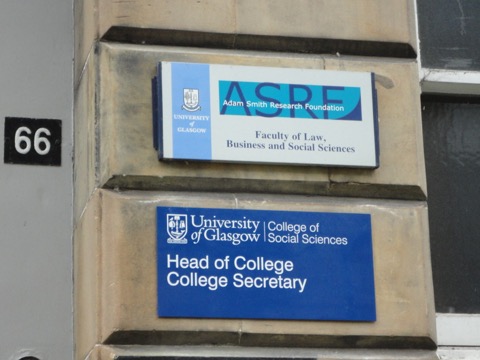 66
UNIVERSITY
of
GLASGOW
ASRF
Adam Smith Research Foundation
Faculty of Law,
Business and Social Sciences
University
of Glasgow
College of
Social Sciences
Head of College
College Secretary